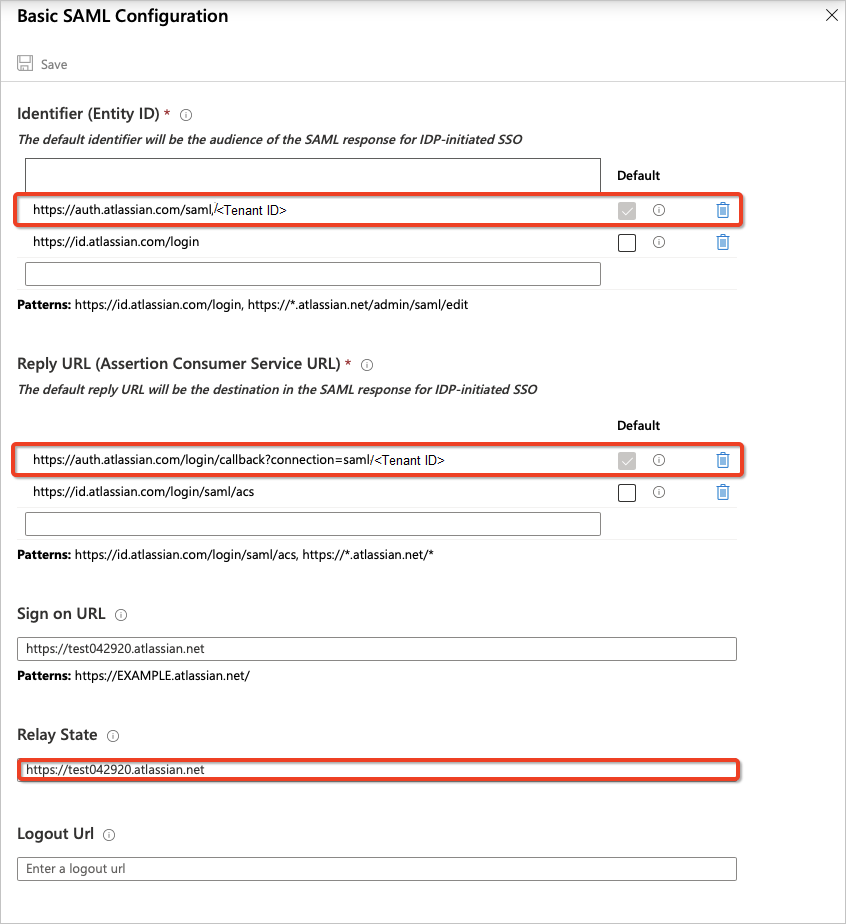 Basic SAML Configuration
Save
Identifier (Entity ID) *
The default identifier will be the audience of the SAML response for IDP-initiated SSO
Default
https://auth.atlassian.com/saml/<Tenant ID>
https://id.atlassian.com/login
Patterns: https://id.atlassian.com/login, https://*.atlassian.net/admin/saml/edit
Reply URL (Assertion Consumer Service URL) *
The default reply URL will be the destination in the SAML response for IDP-initiated SSO
Default
https://auth.atlassian.com/login/callback?connection=saml/<Tenant ID>
https://id.atlassian.com/login/saml/acs
Patterns: https://id.atlassian.com/login/saml/acs, https://*.atlassian.net/*
Sign on URL
https://test042920.atlassian.net
Patterns: https://EXAMPLE.atlassian.net/
Relay State
https://test042920.atlassian.net
Logout Url
Enter a logout url